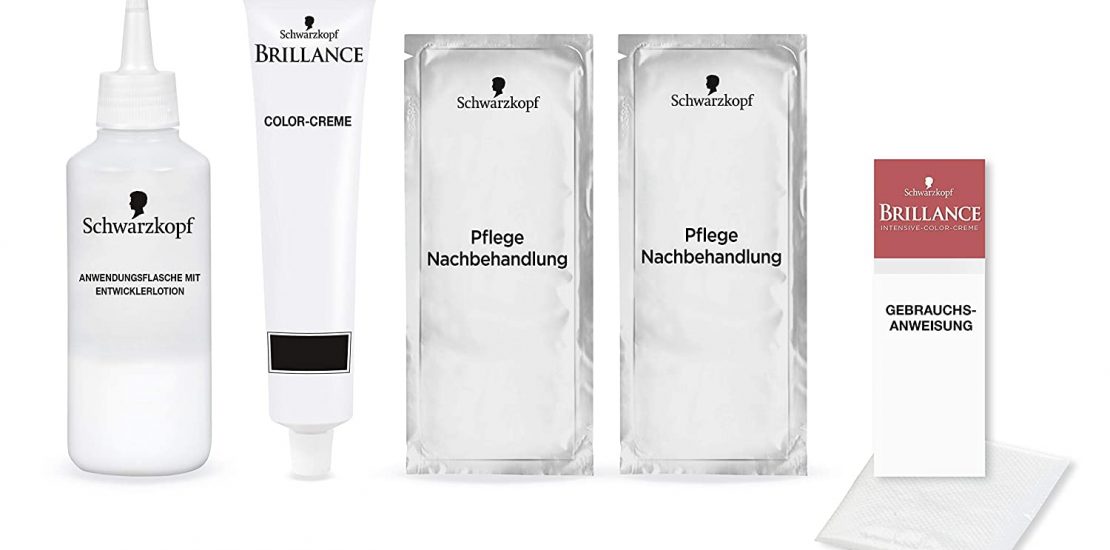 Schwarzkopf
ANWENDUNGSFLASCHE MIT
ENTWICKLERLOTION
Schwarzkopf
BRILLANCE
COLOR-CREME
Schwarzkopf
Pflege
Nachbehandlung
Schwarzkopf
Pflege
Nachbehandlung
Schwarzkopf
BRILLANCE
INTENSIVE-COLOR-CREME
GEBRAUCHS-
ANWEISUNG